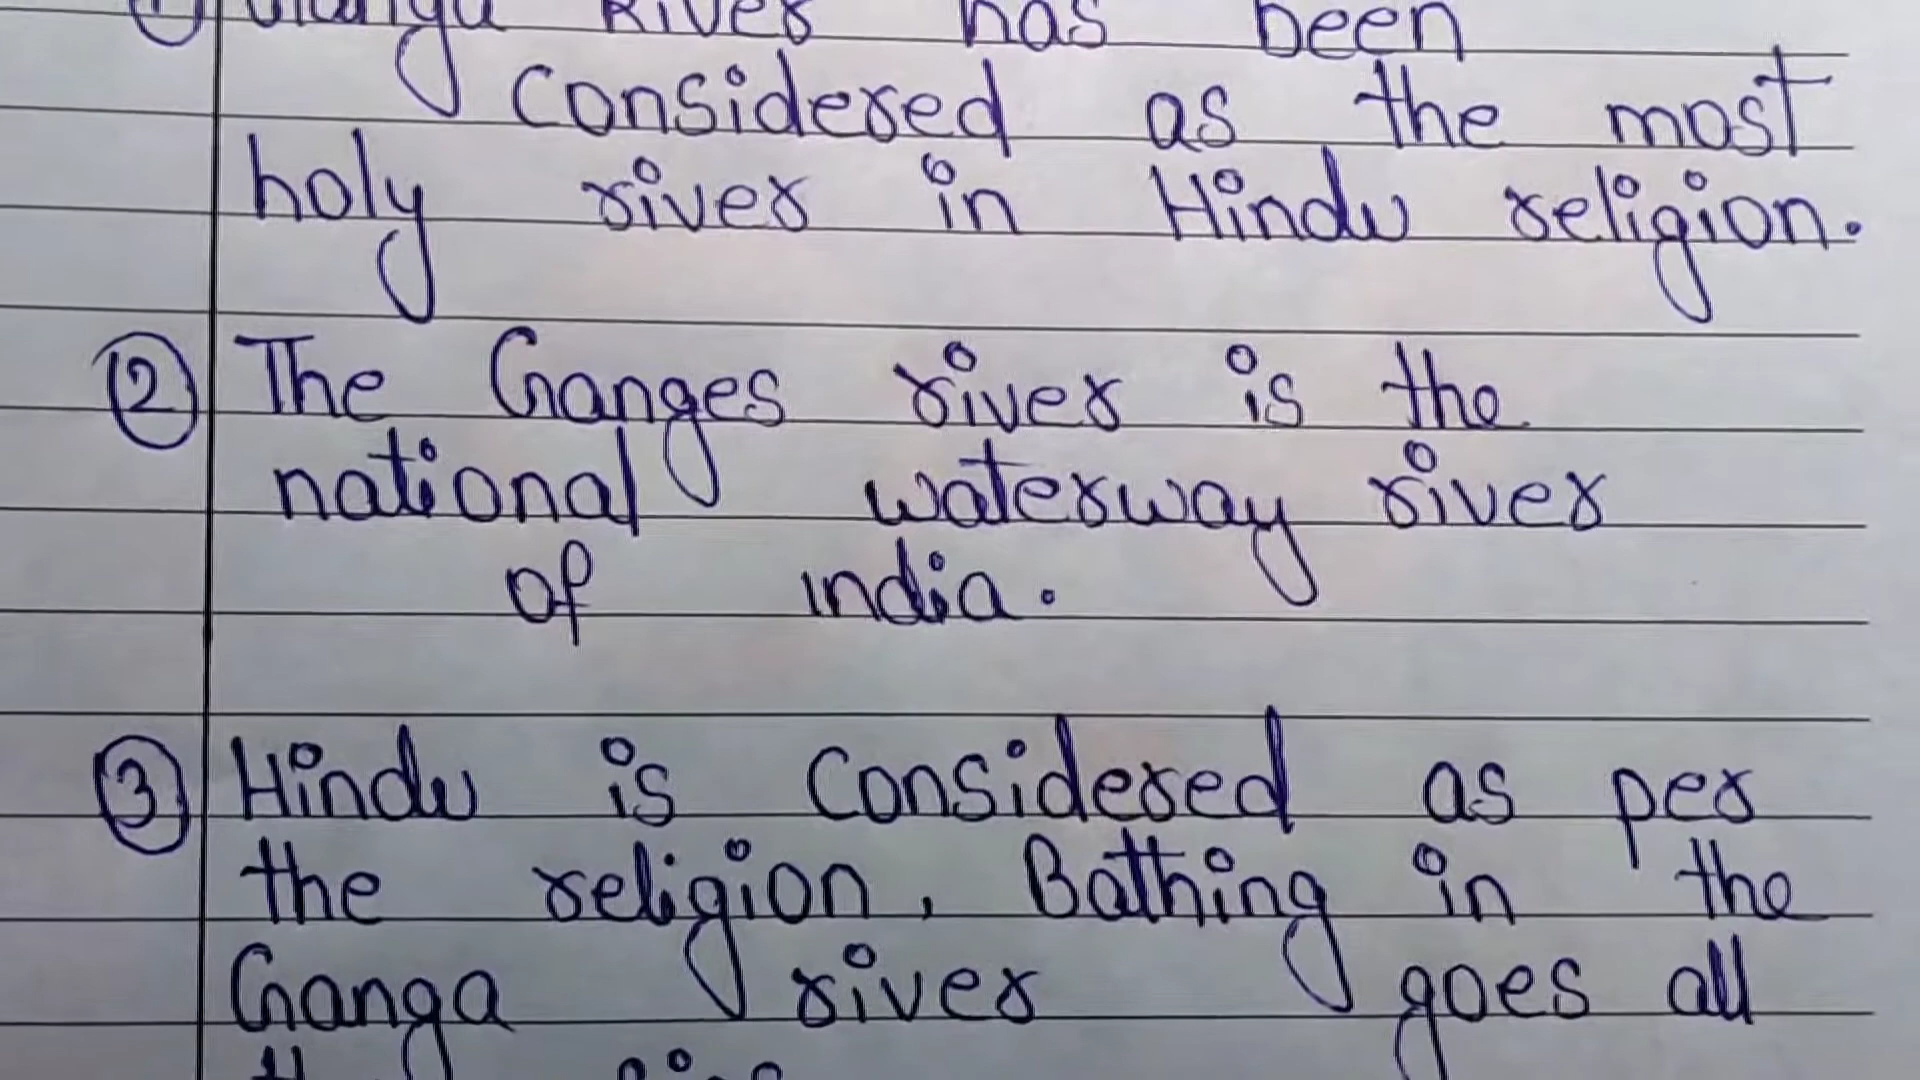 ① Ganga River has been
considered as the most
holy river in Hindu religion.
② The Ganges river is the
national waterway river
of india.
③ Hindu is considered as per
the religion, Bathing in the
Ganga river goes all